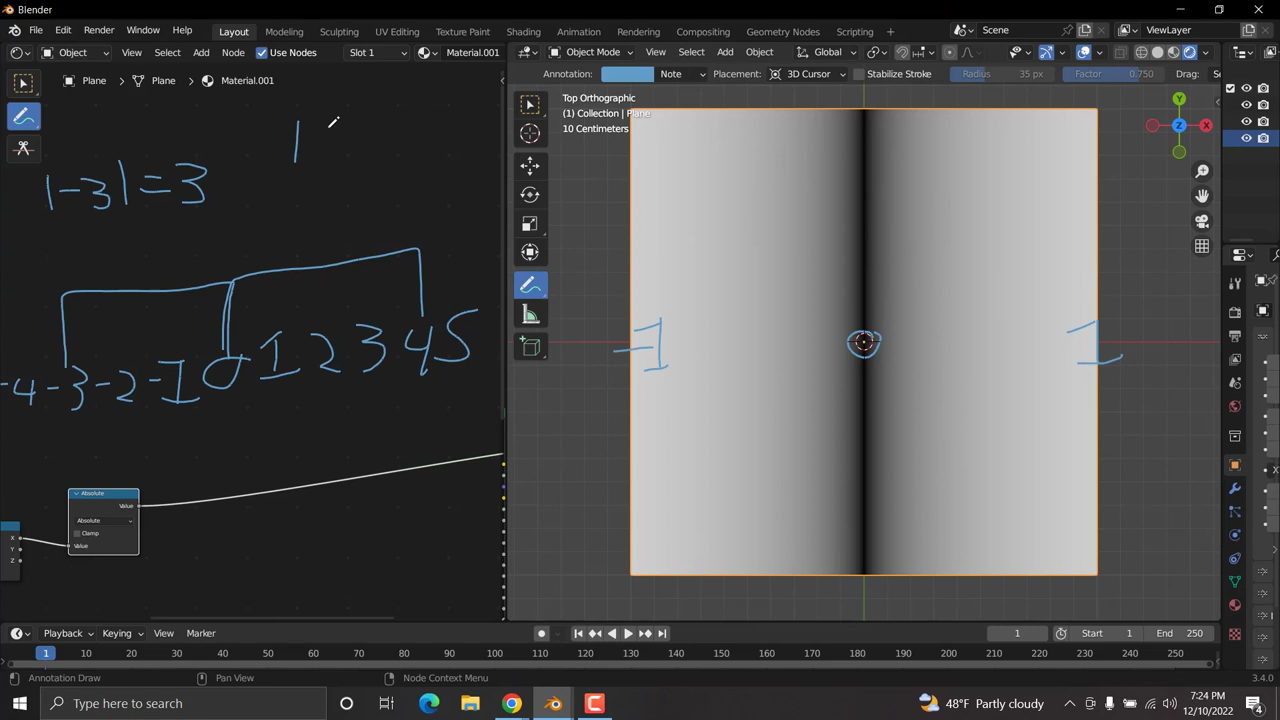 Blender
File Edit Render Window Help Layout Modeling Sculpting UV Editing Texture Paint Shading Animation Rendering Compositing Geometry Nodes Scripting Scene ViewLayer
Object View Select Add Node Use Nodes Slot 1 Material.001 Object Mode View Select Add Object Global
Annotation: Note Placement: 3D Cursor Stabilize Stroke Radius 35 px Factor 0.750 Drag:
Plane Plane Material.001
Top Orthographic
(1) Collection | Plane
10 Centimeters
Y
X
Z
|
|-3|=3
-4-3-2-1 0 1 2 3 4 5
-1 0 1
Absolute
Value
Absolute
Clamp
Value
X
Y
Z
Playback Keying View Marker 1 Start 1 End 250
1 10 20 30 40 50 60 70 80 90 100 110 120 130 140 150 160 170 180 190 200 210 220 230 240 250
Annotation Draw Pan View Node Context Menu 3.4.0
Type here to search 48°F Partly cloudy 7:24 PM
12/10/2022
4